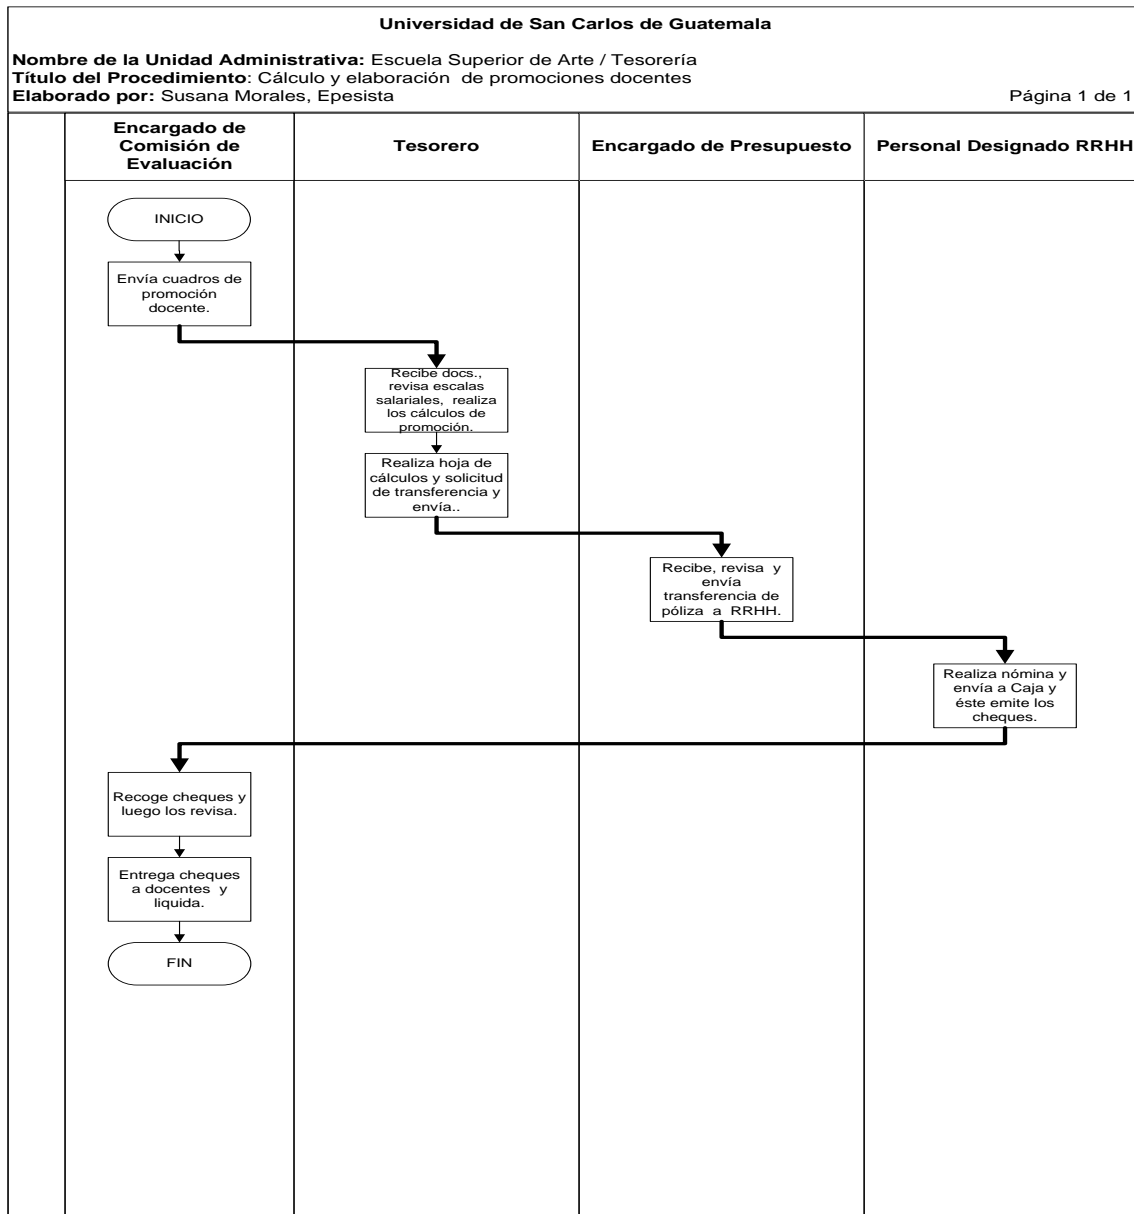 Universidad de San Carlos de Guatemala
Nombre de la Unidad Administrativa: Escuela Superior de Arte / Tesorería
Título del Procedimiento: Cálculo y elaboración  de promociones docentes
Elaborado por: Susana Morales, Epesista
Página 1 de 1
Encargado de
Comisión de
Evaluación
Tesorero
Encargado de Presupuesto
Personal Designado RRHH
INICIO
Envía cuadros de
promoción
docente.
Recibe docs.,
revisa escalas
salariales,  realiza
los cálculos de
promoción.
Realiza hoja de
cálculos y solicitud
de transferencia y
envía..
Recibe, revisa  y
envía
transferencia de
póliza  a  RRHH.
Realiza nómina y
envía a Caja y
éste emite los
cheques.
Recoge cheques y
luego los revisa.
Entrega cheques
a docentes  y
liquida.
FIN